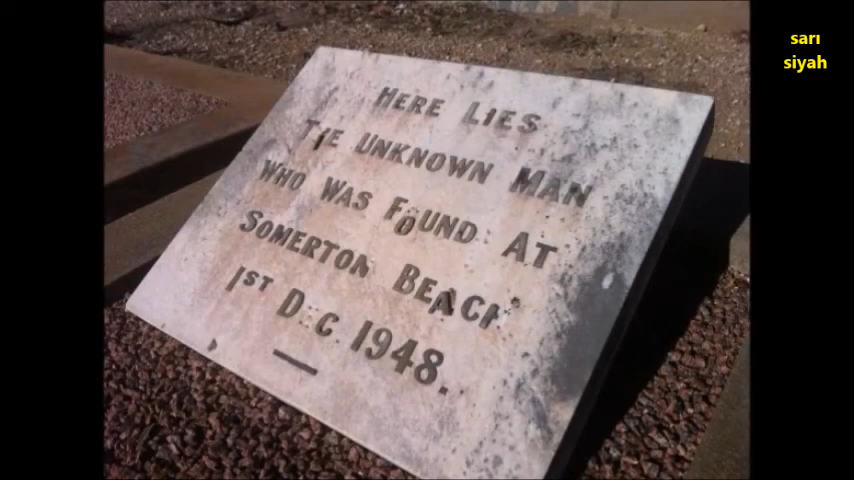 HERE LIES
THE UNKNOWN MAN
WHO WAS FOUND AT
SOMERTON BEACH
1ST DEC 1948.
sarı
siyah